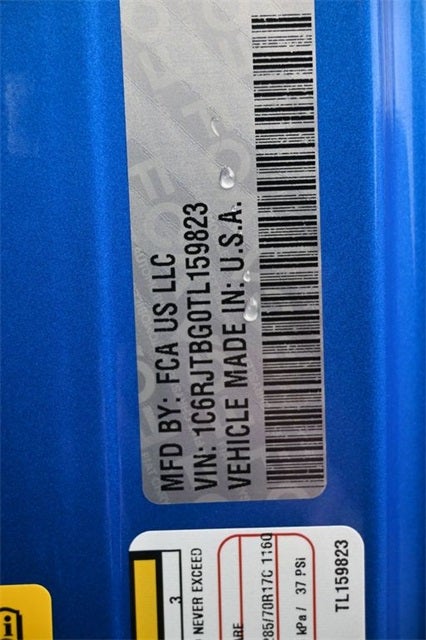 MFD BY: FCA US LLC
VIN: 1C6RJTBG0TL159823
VEHICLE MADE IN: U.S.A.
3
NEVER EXCEED
285/70R17C 116Q
kPa / 37 PSI
TL159823